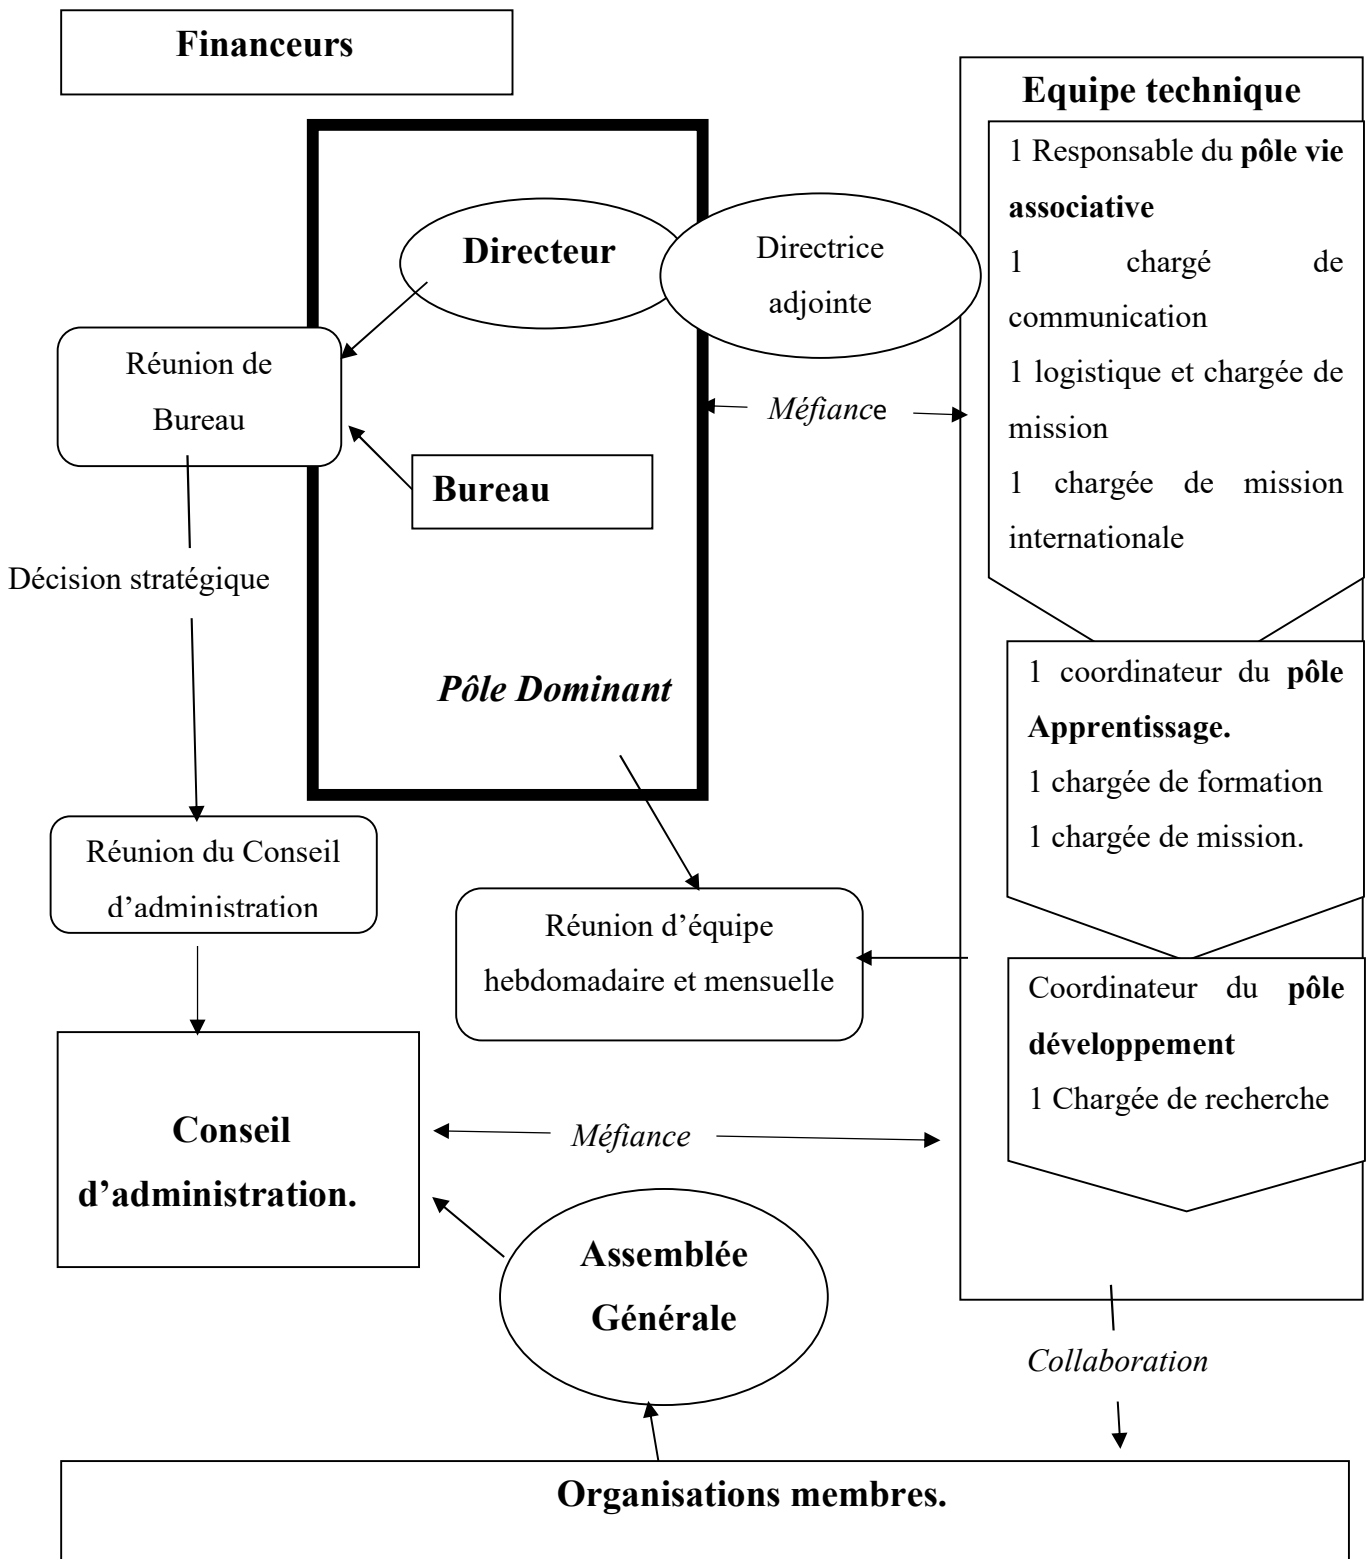 Financeurs
Equipe technique
1 Responsable du pôle vie
associative
1 chargé de
communication
1 logistique et chargée de
mission
1 chargée de mission
internationale
Directeur
Directrice
adjointe
Réunion de
Bureau
Méfiance
Bureau
Décision stratégique
Pôle Dominant
1 coordinateur du pôle
Apprentissage.
1 chargée de formation
1 chargée de mission.
Réunion du Conseil
d’administration
Réunion d’équipe
hebdomadaire et mensuelle
Coordinateur du pôle
développement
1 Chargée de recherche
Conseil
d’administration.
Méfiance
Assemblée
Générale
Collaboration
Organisations membres.